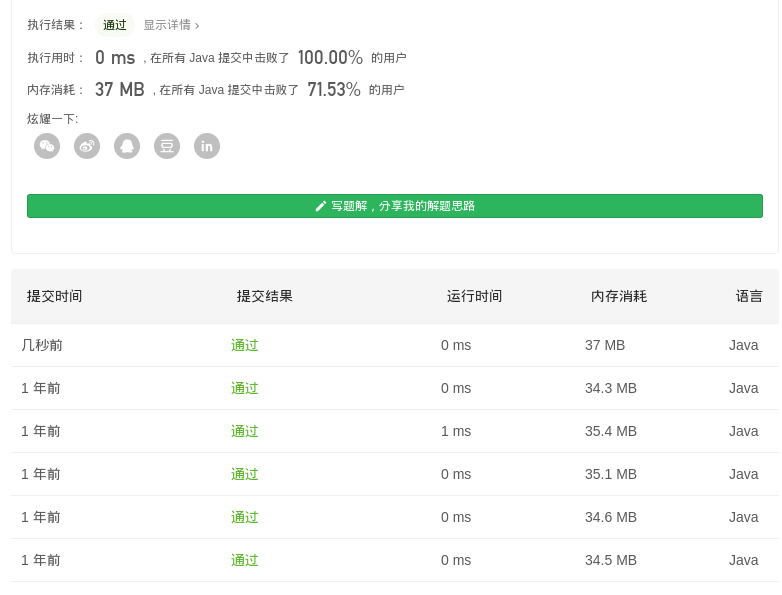 执行结果： 通过 显示详情 ›
执行用时： 0 ms , 在所有 Java 提交中击败了 100.00% 的用户
内存消耗： 37 MB , 在所有 Java 提交中击败了 71.53% 的用户
炫耀一下:
豆 in
写题解，分享我的解题思路
提交时间 提交结果 运行时间 内存消耗 语言
几秒前 通过 0 ms 37 MB Java
1 年前 通过 0 ms 34.3 MB Java
1 年前 通过 1 ms 35.4 MB Java
1 年前 通过 0 ms 35.1 MB Java
1 年前 通过 0 ms 34.6 MB Java
1 年前 通过 0 ms 34.5 MB Java